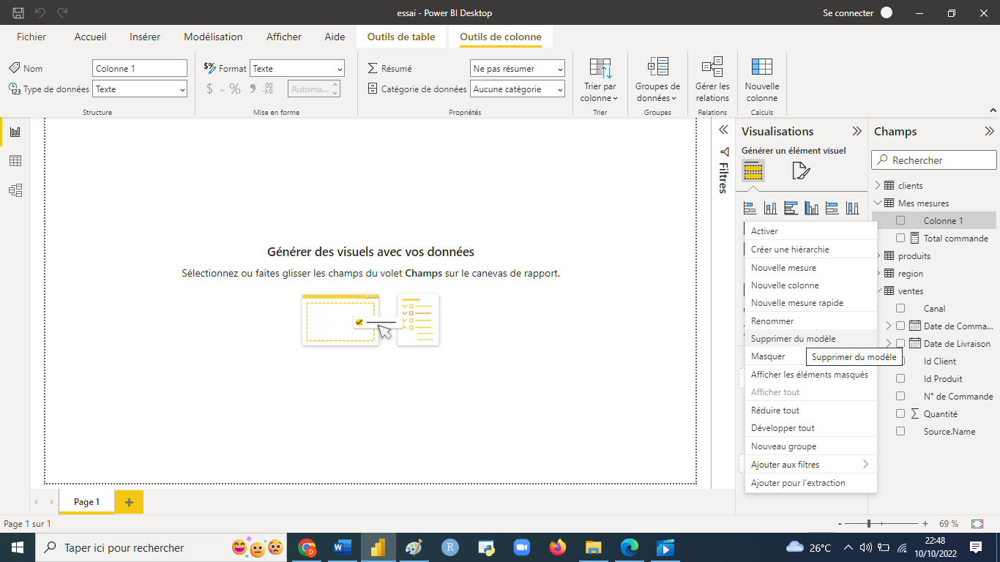 essai - Power BI Desktop
Se connecter
Fichier Accueil Insérer Modélisation Afficher Aide Outils de table Outils de colonne
Nom Colonne 1
Type de données Texte
Structure
$% Format Texte
$ % 9 .00 Automa...
Mise en forme
Σ Résumé Ne pas résumer
Catégorie de données Aucune catégorie
Propriétés
Trier par
colonne
Trier
Groupes de
données
Groupes
Gérer les
relations
Relations
Nouvelle
colonne
Calculs
Générer des visuels avec vos données
Sélectionnez ou faites glisser les champs du volet Champs sur le canevas de rapport.
Filtres
Visualisations
Générer un élément visuel
Activer
Créer une hiérarchie
Nouvelle mesure
Nouvelle colonne
Nouvelle mesure rapide
Renommer
Supprimer du modèle
Masquer
Supprimer du modèle
Afficher les éléments masqués
Afficher tout
Réduire tout
Développer tout
Nouveau groupe
Ajouter aux filtres
Ajouter pour l'extraction
Champs
Rechercher
clients
Mes mesures
Colonne 1
Total commande
produits
region
ventes
Canal
Date de Comma...
Date de Livraison
Id Client
Id Produit
N° de Commande
Σ Quantité
Source.Name
Page 1 +
Page 1 sur 1
- + 69 %
Taper ici pour rechercher
26°C
22:48
10/10/2022